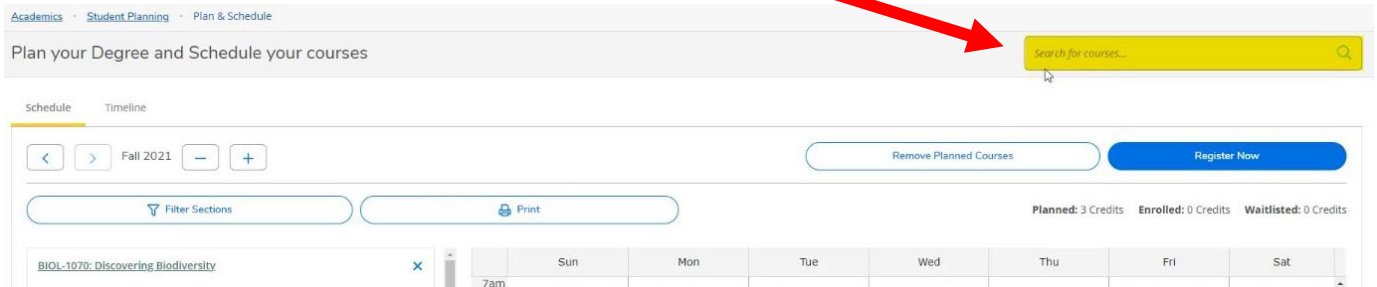 Academics · Student Planning · Plan & Schedule
Plan your Degree and Schedule your courses
Search for courses...
Schedule Timeline
< > Fall 2021 − +
Remove Planned Courses Register Now
Filter Sections Print Planned: 3 Credits Enrolled: 0 Credits Waitlisted: 0 Credits
BIOL-1070: Discovering Biodiversity ×
Sun Mon Tue Wed Thu Fri Sat
7am